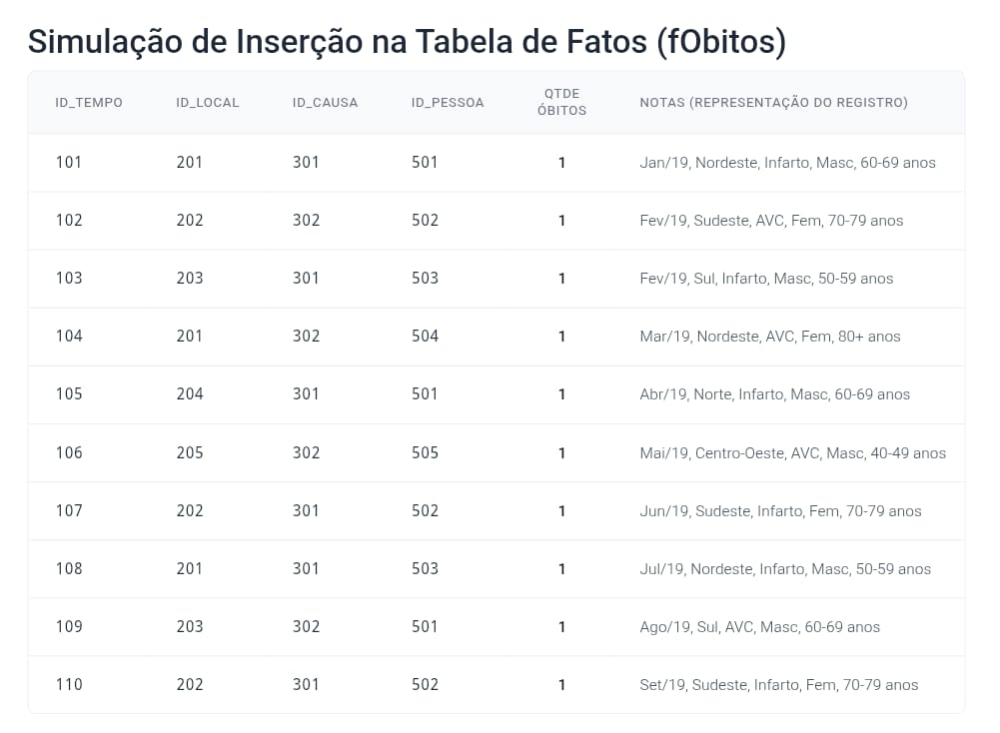 Simulação de Inserção na Tabela de Fatos (fObitos)
ID_TEMPO ID_LOCAL ID_CAUSA ID_PESSOA QTDE ÓBITOS NOTAS (REPRESENTAÇÃO DO REGISTRO)
101 201 301 501 1 Jan/19, Nordeste, Infarto, Masc, 60-69 anos
102 202 302 502 1 Fev/19, Sudeste, AVC, Fem, 70-79 anos
103 203 301 503 1 Fev/19, Sul, Infarto, Masc, 50-59 anos
104 201 302 504 1 Mar/19, Nordeste, AVC, Fem, 80+ anos
105 204 301 501 1 Abr/19, Norte, Infarto, Masc, 60-69 anos
106 205 302 505 1 Mai/19, Centro-Oeste, AVC, Masc, 40-49 anos
107 202 301 502 1 Jun/19, Sudeste, Infarto, Fem, 70-79 anos
108 201 301 503 1 Jul/19, Nordeste, Infarto, Masc, 50-59 anos
109 203 302 501 1 Ago/19, Sul, AVC, Masc, 60-69 anos
110 202 301 502 1 Set/19, Sudeste, Infarto, Fem, 70-79 anos